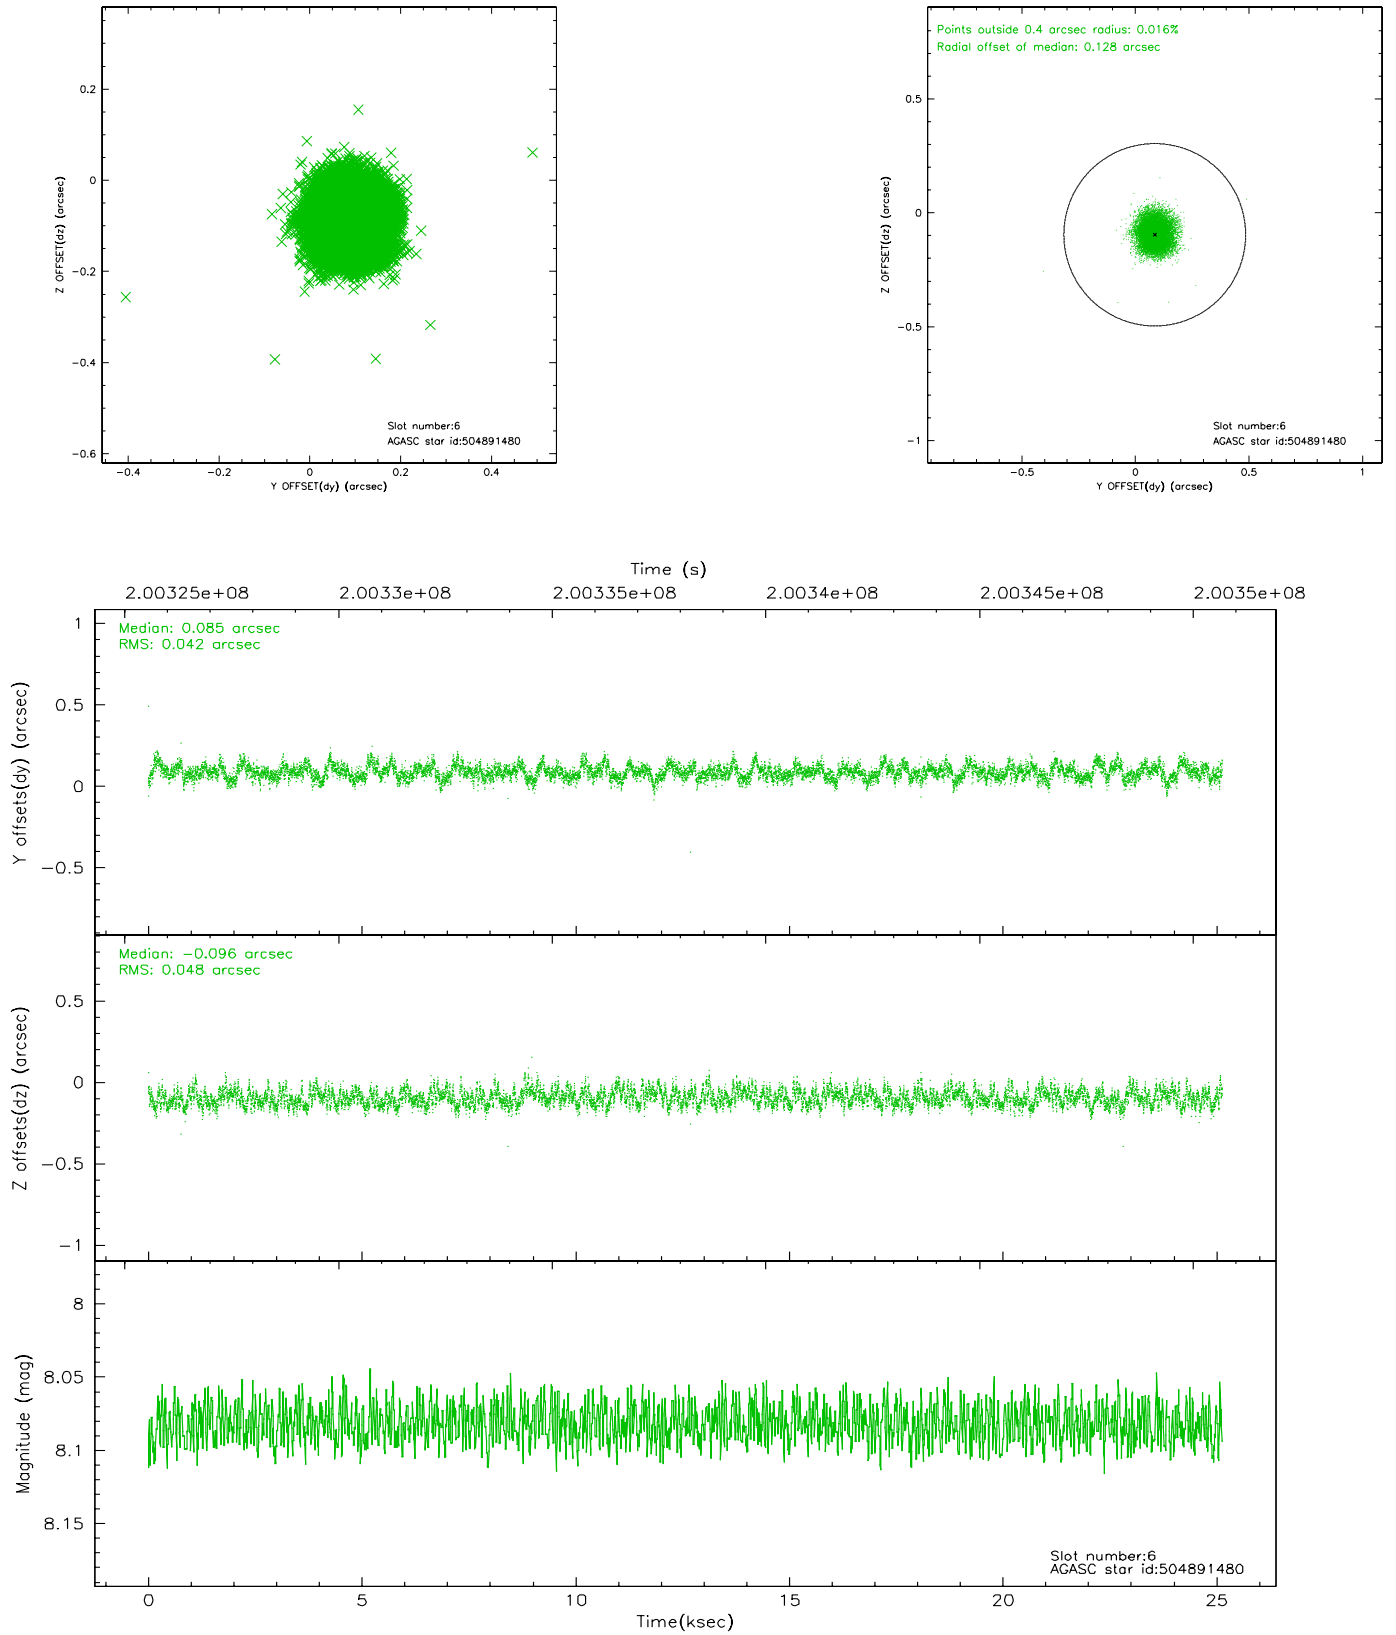 0.2
0
−0.2
−0.4
−0.6
Z OFFSET(dz) (arcsec)
Slot number:6
AGASC star id:504891480
−0.4
−0.2
0
0.2
0.4
Y OFFSET(dy) (arcsec)
Points outside 0.4 arcsec radius: 0.016%
Radial offset of median: 0.128 arcsec
0.5
0
−0.5
−1
Z OFFSET(dz) (arcsec)
Slot number:6
AGASC star id:504891480
−0.5
0
0.5
1
Y OFFSET(dy) (arcsec)
Time (s)
2.00325e+08
2.0033e+08
2.00335e+08
2.0034e+08
2.00345e+08
2.0035e+08
Median: 0.085 arcsec
RMS: 0.042 arcsec
1
0.5
0
−0.5
Y offsets(dy) (arcsec)
Median: −0.096 arcsec
RMS: 0.048 arcsec
0.5
0
−0.5
−1
Z offsets(dz) (arcsec)
8
8.05
8.1
8.15
Magnitude (mag)
Slot number:6
AGASC star id:504891480
0
5
10
15
20
25
Time(ksec)